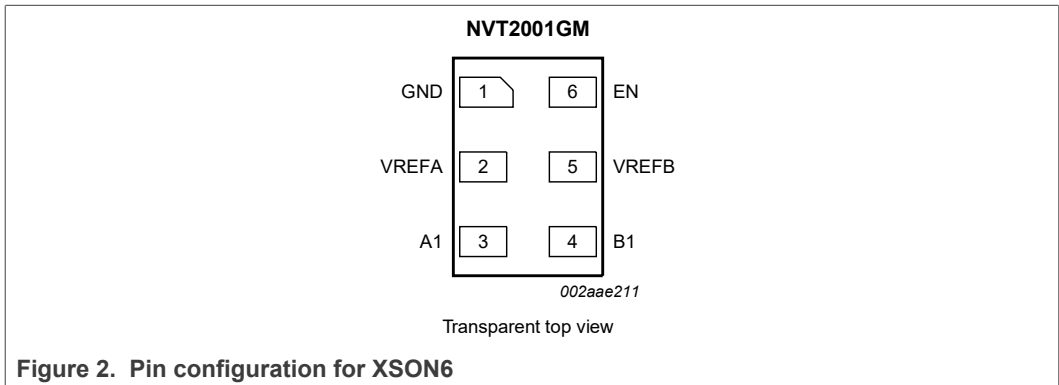 NVT2001GM
GND 1 6 EN
VREFA 2 5 VREFB
A1 3 4 B1
002aae211
Transparent top view
Figure 2. Pin configuration for XSON6